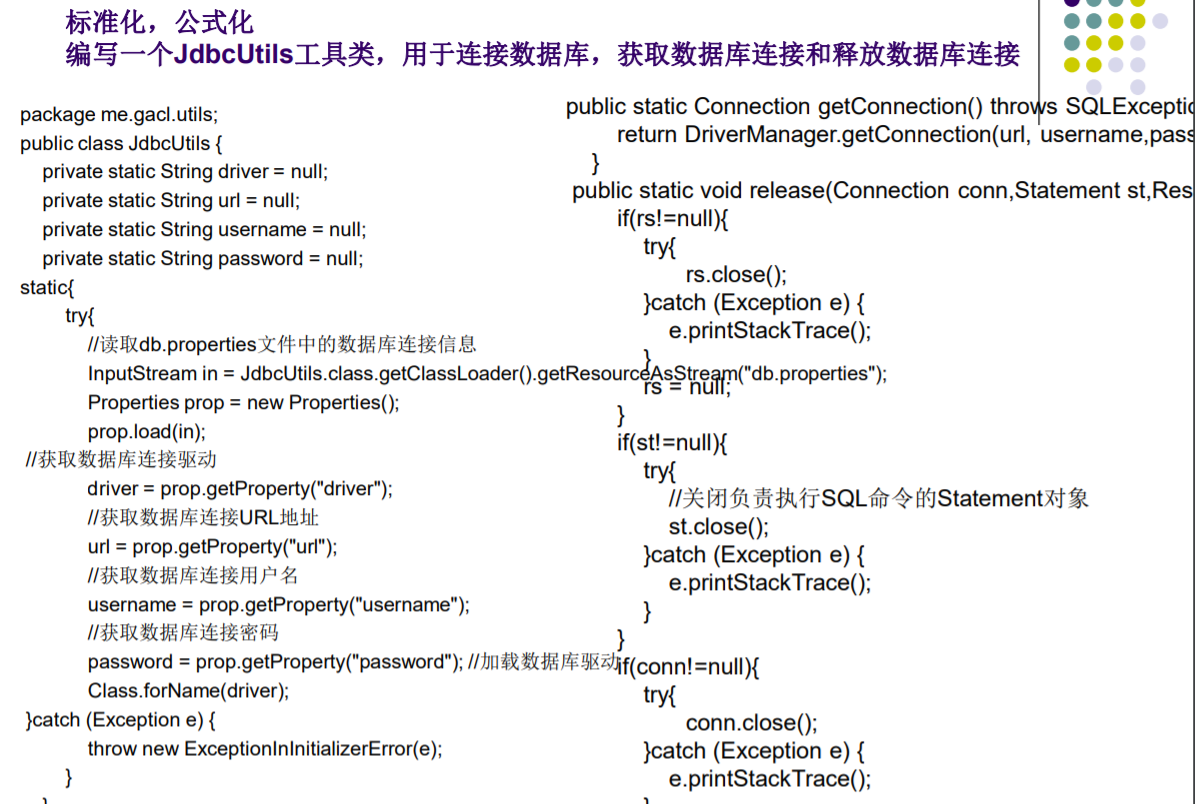 标准化，公式化
编写一个JdbcUtils工具类，用于连接数据库，获取数据库连接和释放数据库连接
package me.gacl.utils;
public class JdbcUtils {
private static String driver = null;
private static String url = null;
private static String username = null;
private static String password = null;
static{
try{
//读取db.properties文件中的数据库连接信息
InputStream in = JdbcUtils.class.getClassLoader().getResourceAsStream("db.properties");
Properties prop = new Properties();
prop.load(in);
//获取数据库连接驱动
driver = prop.getProperty("driver");
//获取数据库连接URL地址
url = prop.getProperty("url");
//获取数据库连接用户名
username = prop.getProperty("username");
//获取数据库连接密码
password = prop.getProperty("password"); //加载数据库驱动
Class.forName(driver);
}catch (Exception e) {
throw new ExceptionInInitializerError(e);
}
}
public static Connection getConnection() throws SQLExceptio
return DriverManager.getConnection(url, username,pass
}
public static void release(Connection conn,Statement st,Res
if(rs!=null){
try{
rs.close();
}catch (Exception e) {
e.printStackTrace();
}
rs = null;
}
if(st!=null){
try{
//关闭负责执行SQL命令的Statement对象
st.close();
}catch (Exception e) {
e.printStackTrace();
}
}
if(conn!=null){
try{
conn.close();
}catch (Exception e) {
e.printStackTrace();
}